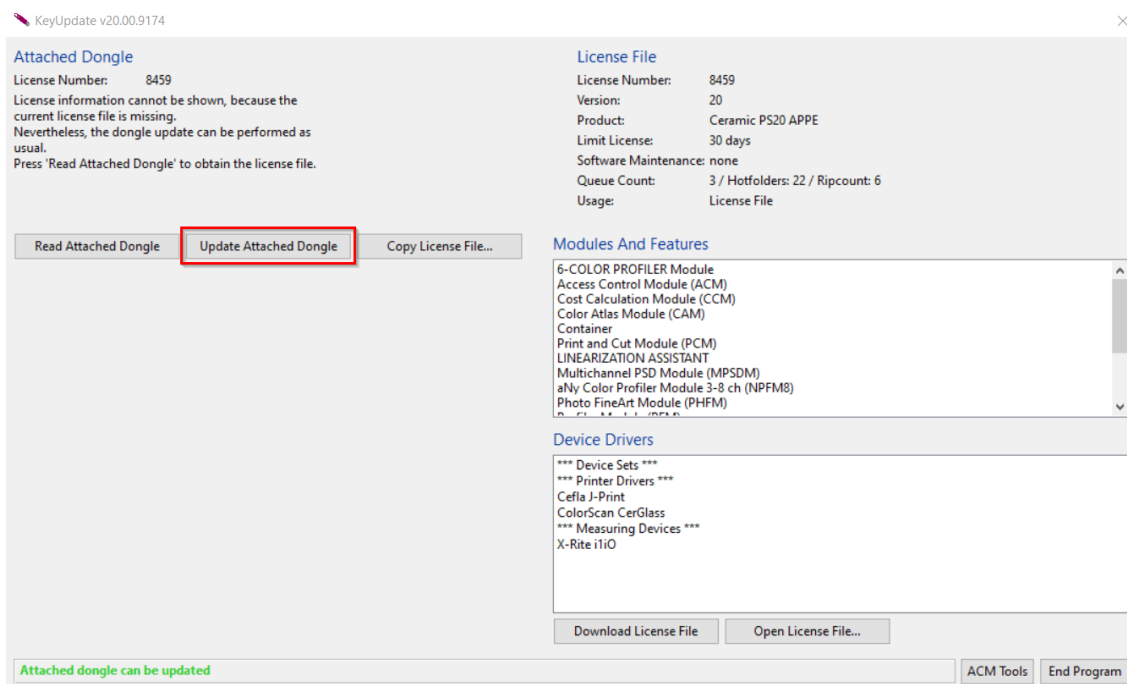 KeyUpdate v20.00.9174
Attached Dongle
License Number: 8459
License information cannot be shown, because the
current license file is missing.
Nevertheless, the dongle update can be performed as
usual.
Press 'Read Attached Dongle' to obtain the license file.
Read Attached Dongle
Update Attached Dongle
Copy License File...
License File
License Number: 8459
Version: 20
Product: Ceramic PS20 APPE
Limit License: 30 days
Software Maintenance: none
Queue Count: 3 / Hotfolders: 22 / Ripcount: 6
Usage: License File
Modules And Features
6-COLOR PROFILER Module
Access Control Module (ACM)
Cost Calculation Module (CCM)
Color Atlas Module (CAM)
Container
Print and Cut Module (PCM)
LINEARIZATION ASSISTANT
Multichannel PSD Module (MPSDM)
aNy Color Profiler Module 3-8 ch (NPFM8)
Photo FineArt Module (PHFM)
Device Drivers
*** Device Sets ***
*** Printer Drivers ***
Cefla J-Print
ColorScan CerGlass
*** Measuring Devices ***
X-Rite i1iO
Download License File
Open License File...
Attached dongle can be updated
ACM Tools
End Program